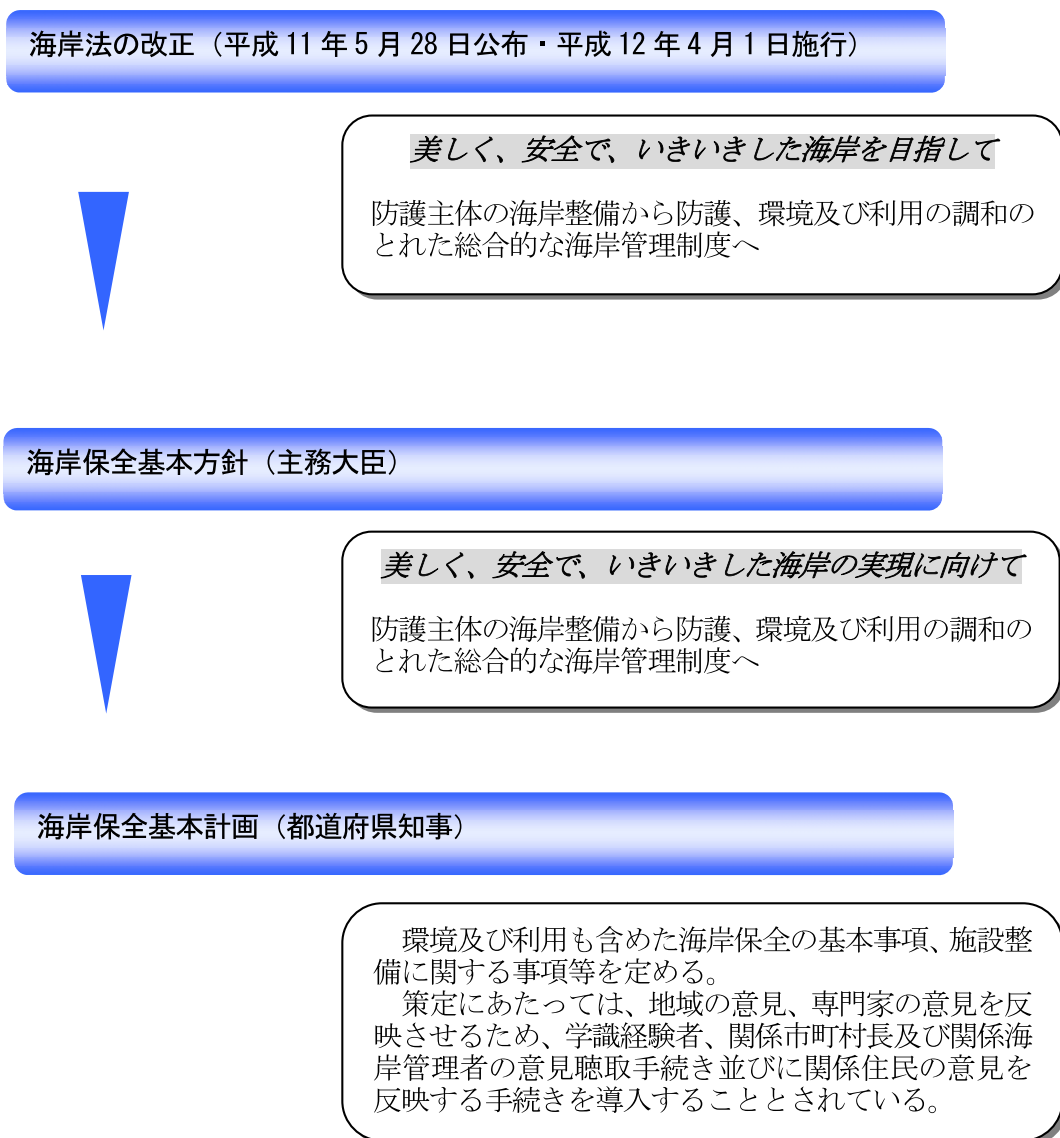 海岸法の改正（平成 11 年 5 月 28 日公布・平成 12 年 4 月 1 日施行）
美しく、安全で、いきいきした海岸を目指して
防護主体の海岸整備から防護、環境及び利用の調和の
とれた総合的な海岸管理制度へ
海岸保全基本方針（主務大臣）
美しく、安全で、いきいきした海岸の実現に向けて
防護主体の海岸整備から防護、環境及び利用の調和の
とれた総合的な海岸管理制度へ
海岸保全基本計画（都道府県知事）
環境及び利用も含めた海岸保全の基本事項、施設整
備に関する事項等を定める。
策定にあたっては、地域の意見、専門家の意見を反
映させるため、学識経験者、関係市町村長及び関係海
岸管理者の意見聴取手続き並びに関係住民の意見を
反映する手続きを導入することとされている。